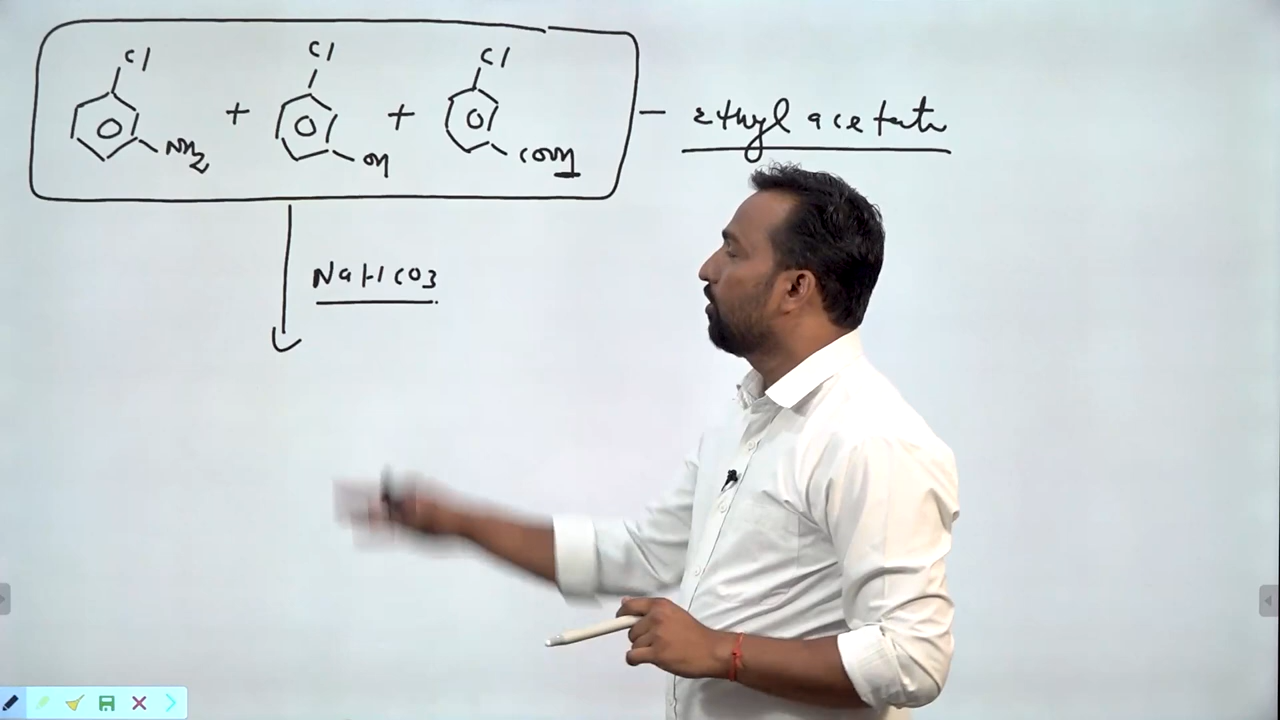 Cl Cl Cl
NH2 + OH + COOH — ethyl acetate
NaHCO3